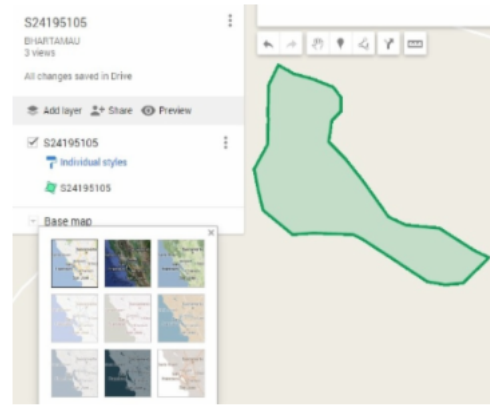 S24195105
BHARTAMAU
3 views
All changes saved in Drive
Add layer Share Preview
S24195105
Individual styles
S24195105
Base map